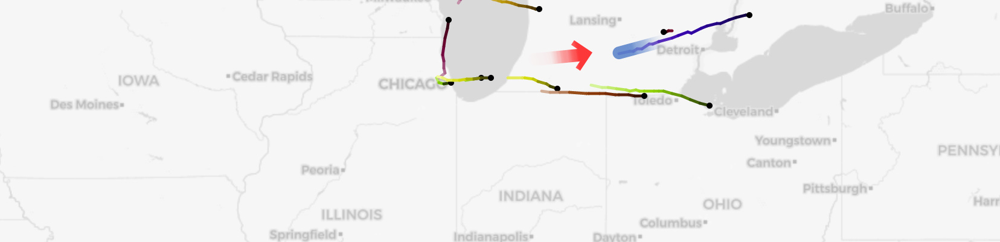 Milwaukee
Buffalo
Lansing
Detroit
IOWA
Cedar Rapids
CHICAGO
Des Moines
Toledo
Cleveland
Youngstown
PENNSY
Canton
Peoria
Pittsburgh
INDIANA
OHIO
Harr
ILLINOIS
Columbus
Springfield
Indianapolis
Dayton